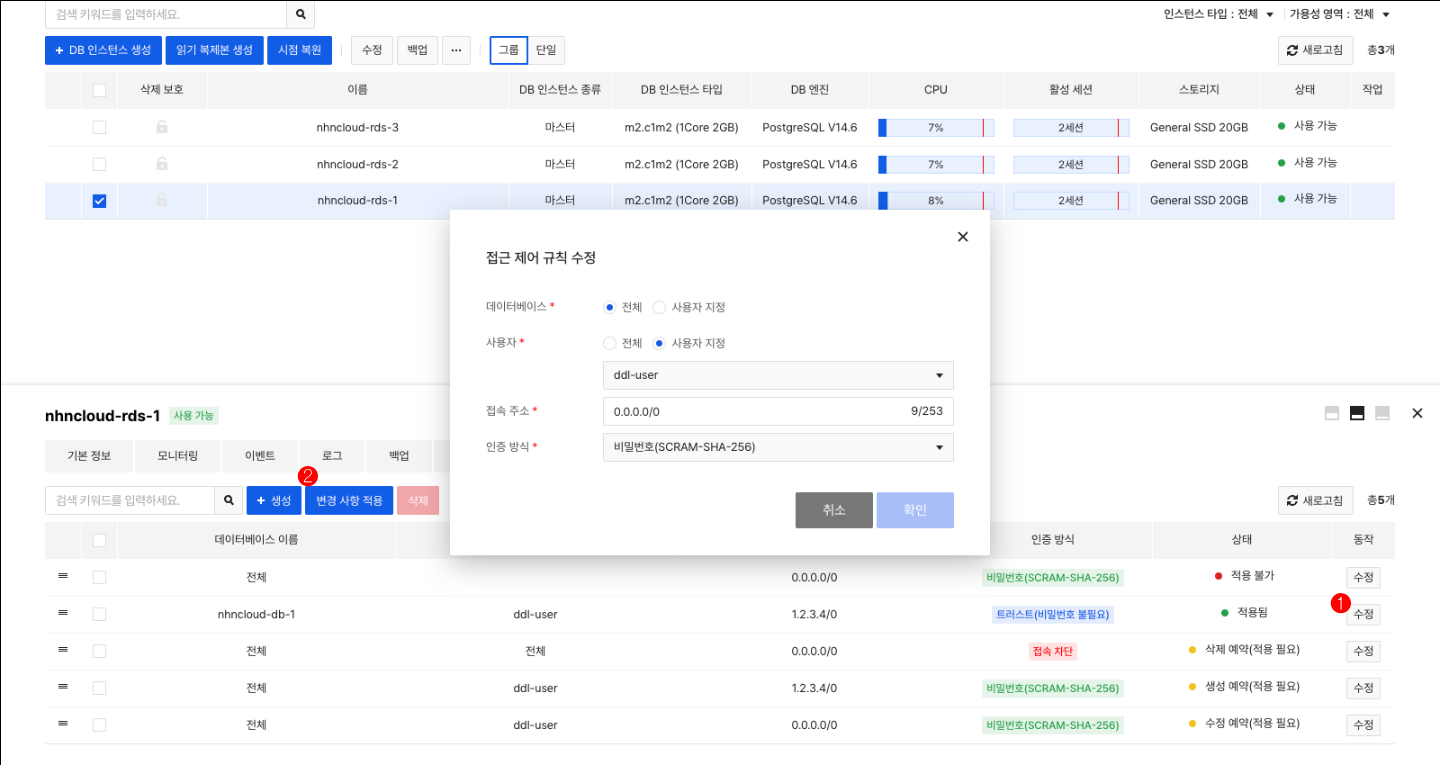 검색 키워드를 입력하세요.
인스턴스 타입 : 전체 가용성 영역 : 전체
+ DB 인스턴스 생성 읽기 복제본 생성 시점 복원 수정 백업 ··· 그룹 단일 새로고침 총3개
삭제 보호 이름 DB 인스턴스 종류 DB 인스턴스 타입 DB 엔진 CPU 활성 세션 스토리지 상태 작업
nhncloud-rds-3 마스터 m2.c1m2 (1Core 2GB) PostgreSQL V14.6 7% 2세션 General SSD 20GB 사용 가능
nhncloud-rds-2 마스터 m2.c1m2 (1Core 2GB) PostgreSQL V14.6 7% 2세션 General SSD 20GB 사용 가능
nhncloud-rds-1 마스터 m2.c1m2 (1Core 2GB) PostgreSQL V14.6 8% 2세션 General SSD 20GB 사용 가능
접근 제어 규칙 수정
데이터베이스 * 전체 사용자 지정
사용자 * 전체 사용자 지정
ddl-user
접속 주소 * 0.0.0.0/0 9/253
인증 방식 * 비밀번호(SCRAM-SHA-256)
취소 확인
nhncloud-rds-1 사용 가능
기본 정보 모니터링 이벤트 로그 백업
2
검색 키워드를 입력하세요. + 생성 변경 사항 적용 삭제 새로고침 총5개
데이터베이스 이름 인증 방식 상태 동작
전체 0.0.0.0/0 비밀번호(SCRAM-SHA-256) 적용 불가 수정
1
nhncloud-db-1 ddl-user 1.2.3.4/0 트러스트(비밀번호 불필요) 적용됨 수정
전체 전체 0.0.0.0/0 접속 차단 삭제 예약(적용 필요) 수정
전체 ddl-user 1.2.3.4/0 비밀번호(SCRAM-SHA-256) 생성 예약(적용 필요) 수정
전체 ddl-user 0.0.0.0/0 비밀번호(SCRAM-SHA-256) 수정 예약(적용 필요) 수정